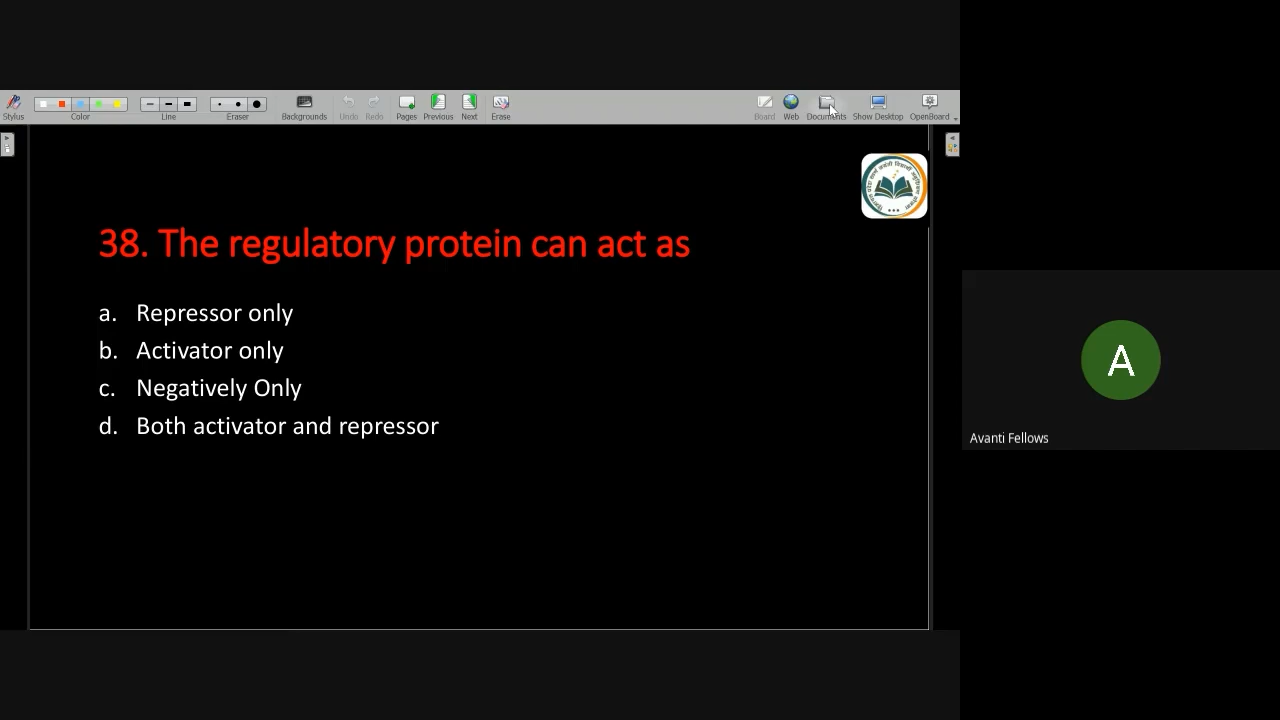 Stylus
Color
Line
Eraser
Backgrounds
Undo
Redo
Pages
Previous
Next
Erase
Board
Web
Documents
Show Desktop
OpenBoard
38. The regulatory protein can act as
a. Repressor only
b. Activator only
c. Negatively Only
d. Both activator and repressor
A
Avanti Fellows